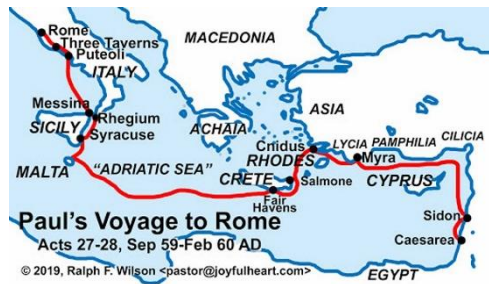 Rome
Three Taverns
Puteoli
ITALY
MACEDONIA
Messina
Rhegium
SICILY
Syracuse
MALTA
"ADRIATIC SEA"
ACHAIA
ASIA
Cnidus
RHODES
LYCIA
PAMPHILIA
CILICIA
Myra
CRETE
Salmone
Fair
Havens
CYPRUS
Sidon
Caesarea
EGYPT
Paul's Voyage to Rome
Acts 27-28, Sep 59-Feb 60 AD
© 2019, Ralph F. Wilson <pastor@joyfulheart.com>